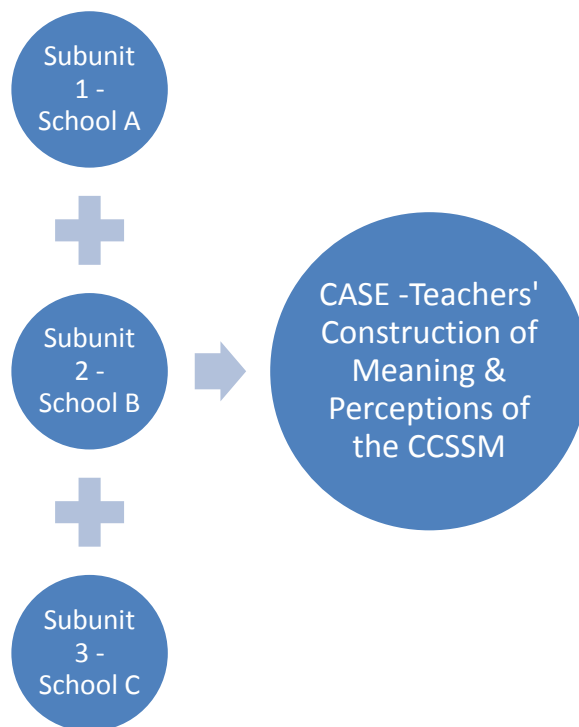 Subunit
1 -
School A
Subunit
2 -
School B
Subunit
3 -
School C
CASE -Teachers'
Construction of
Meaning &
Perceptions of
the CCSSM